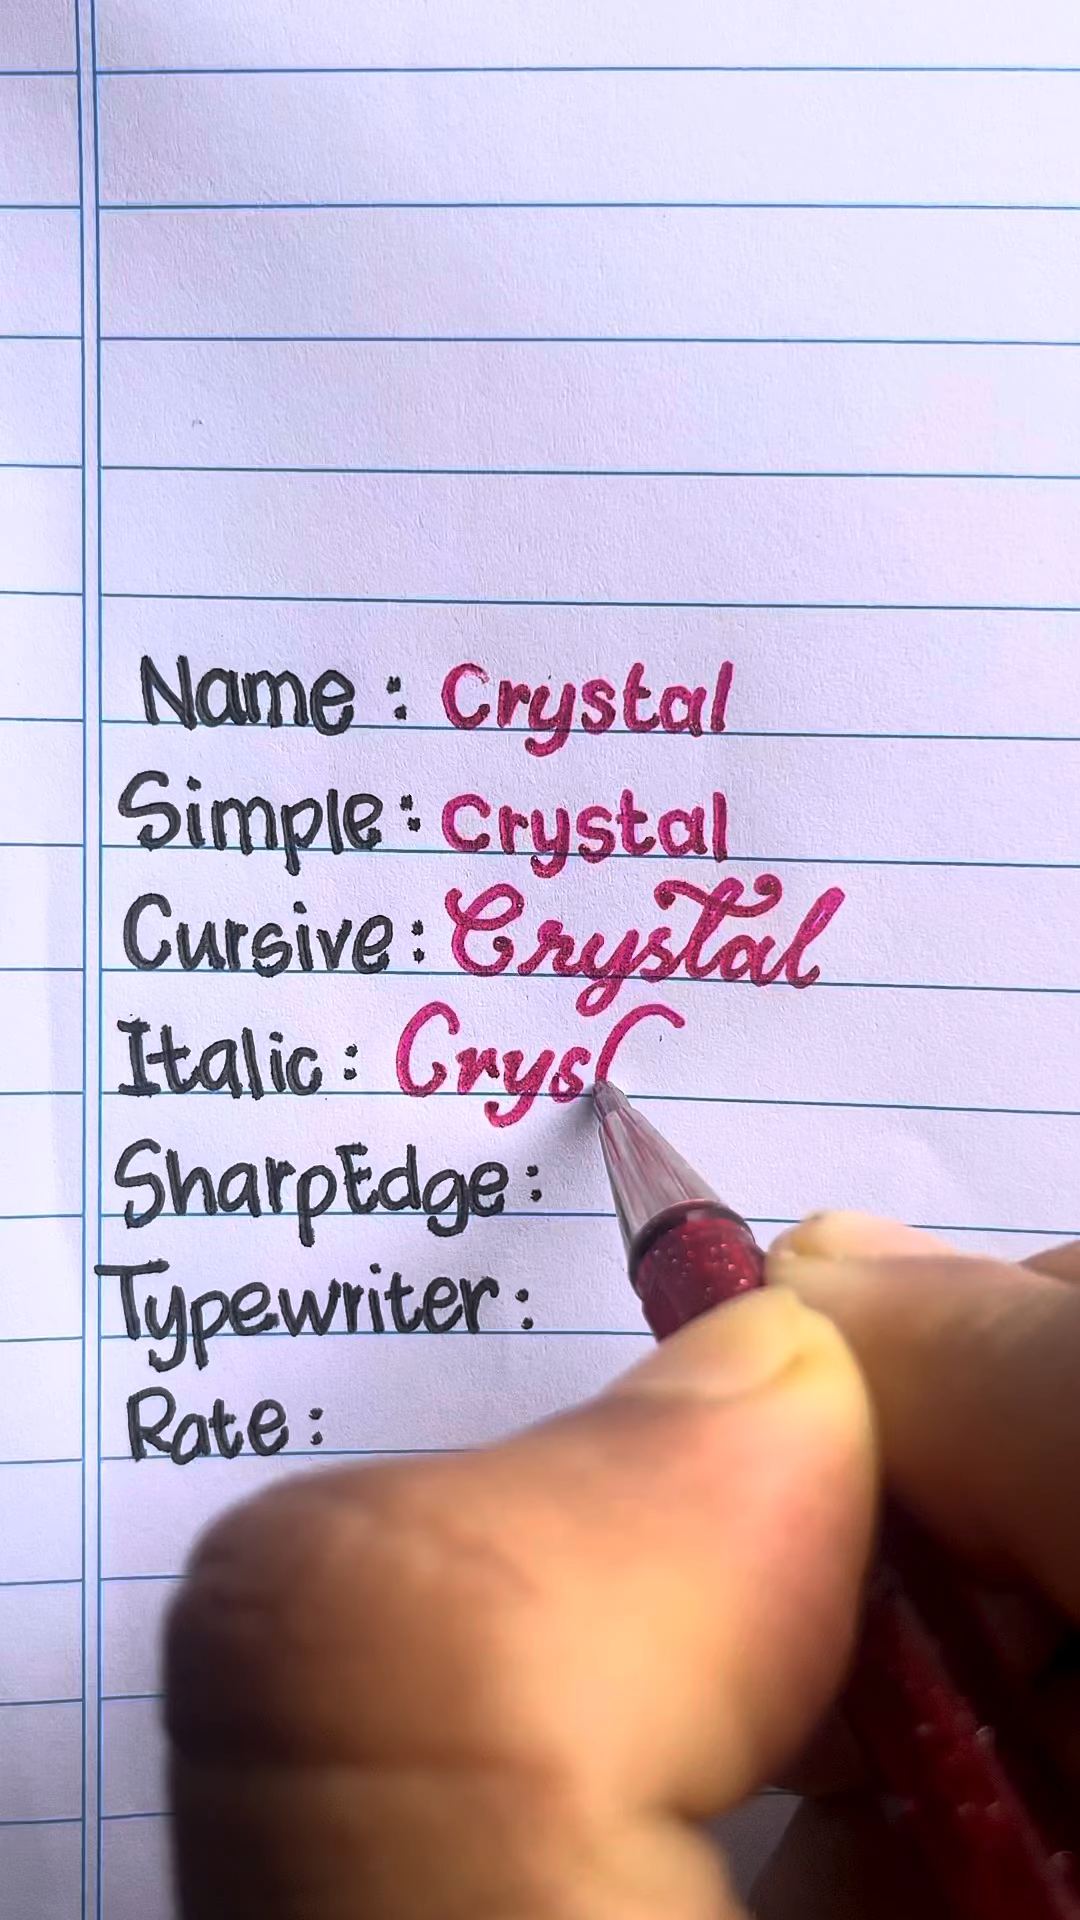 Name : Crystal
Simple : crystal
Cursive : Crystal
Italic : Crys
SharpEdge :
Typewriter :
Rate :